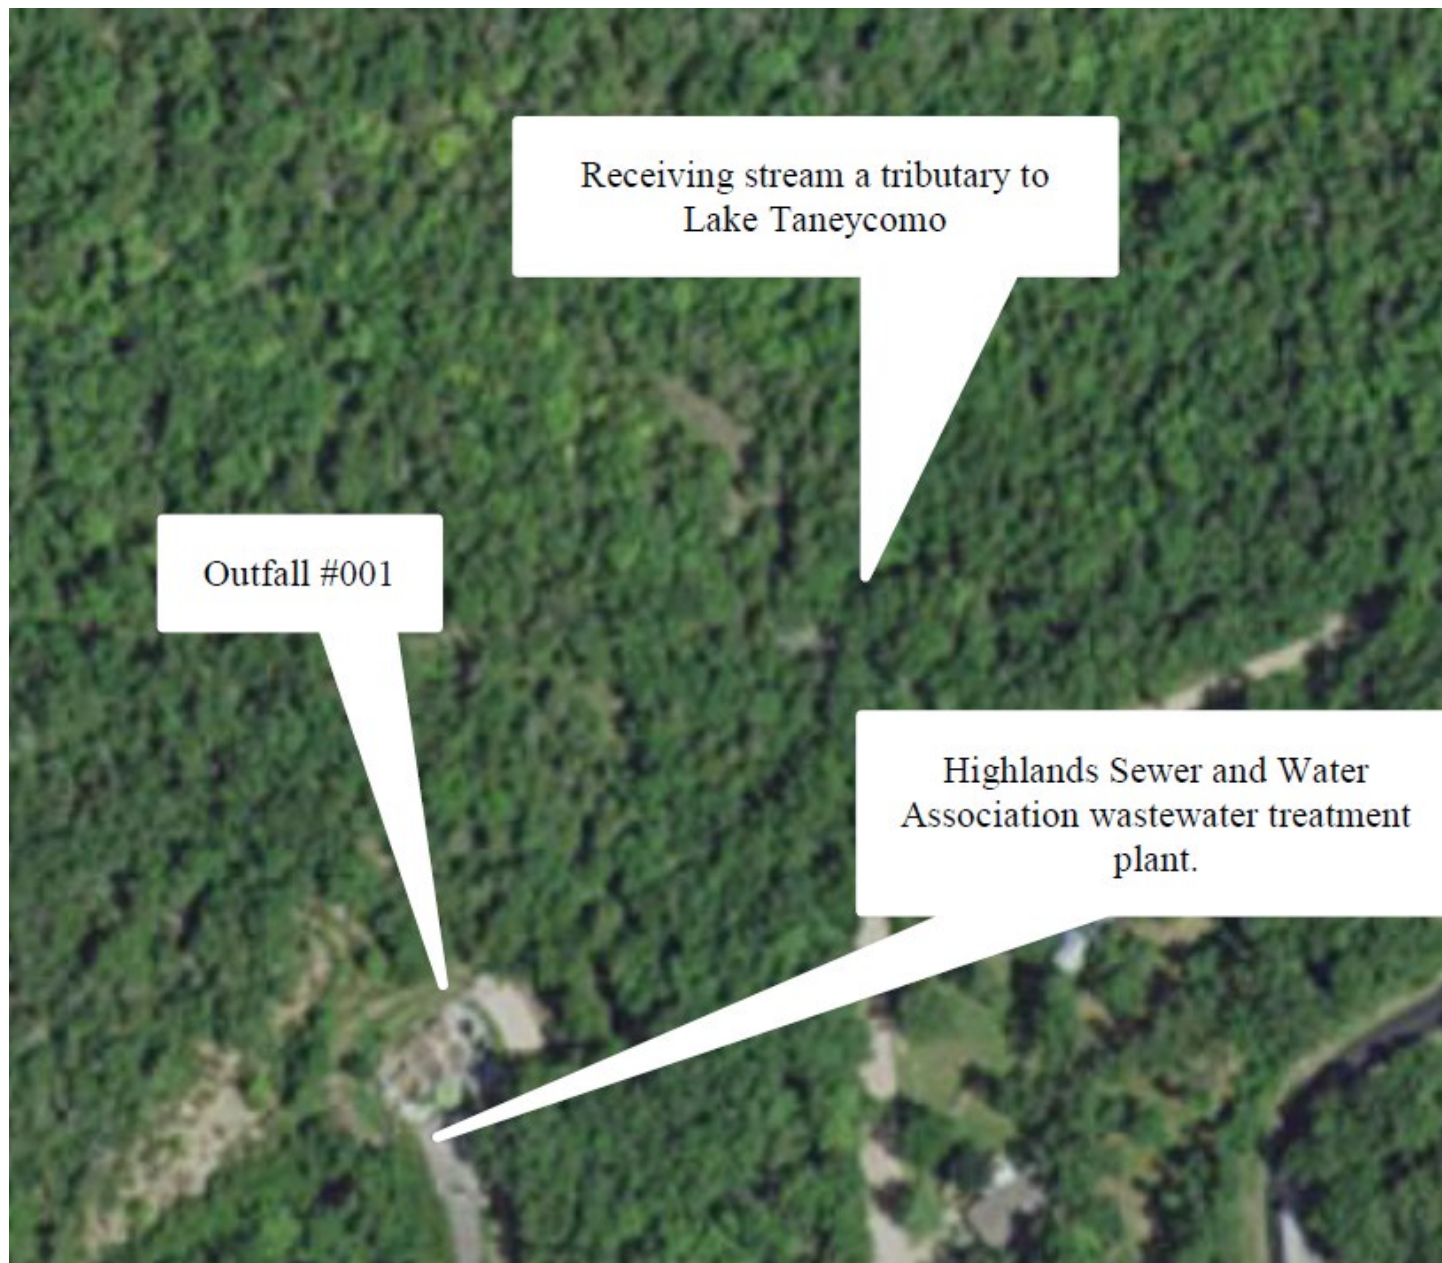 Receiving stream a tributary to
Lake Taneycomo
Outfall #001
Highlands Sewer and Water
Association wastewater treatment
plant.